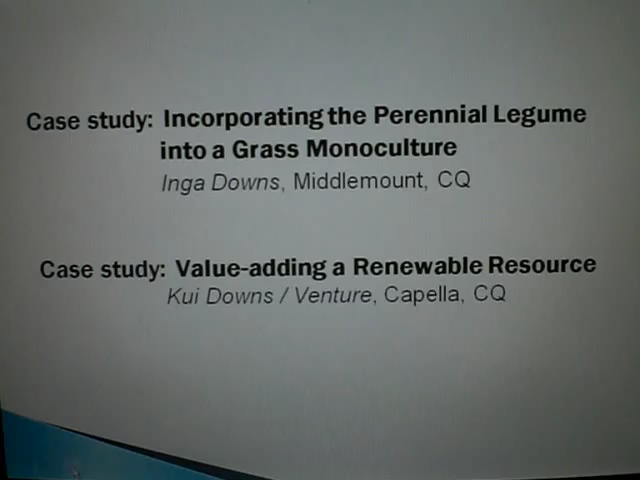 Case study: Incorporating the Perennial Legume
into a Grass Monoculture
Inga Downs, Middlemount, CQ
Case study: Value-adding a Renewable Resource
Kui Downs / Venture, Capella, CQ